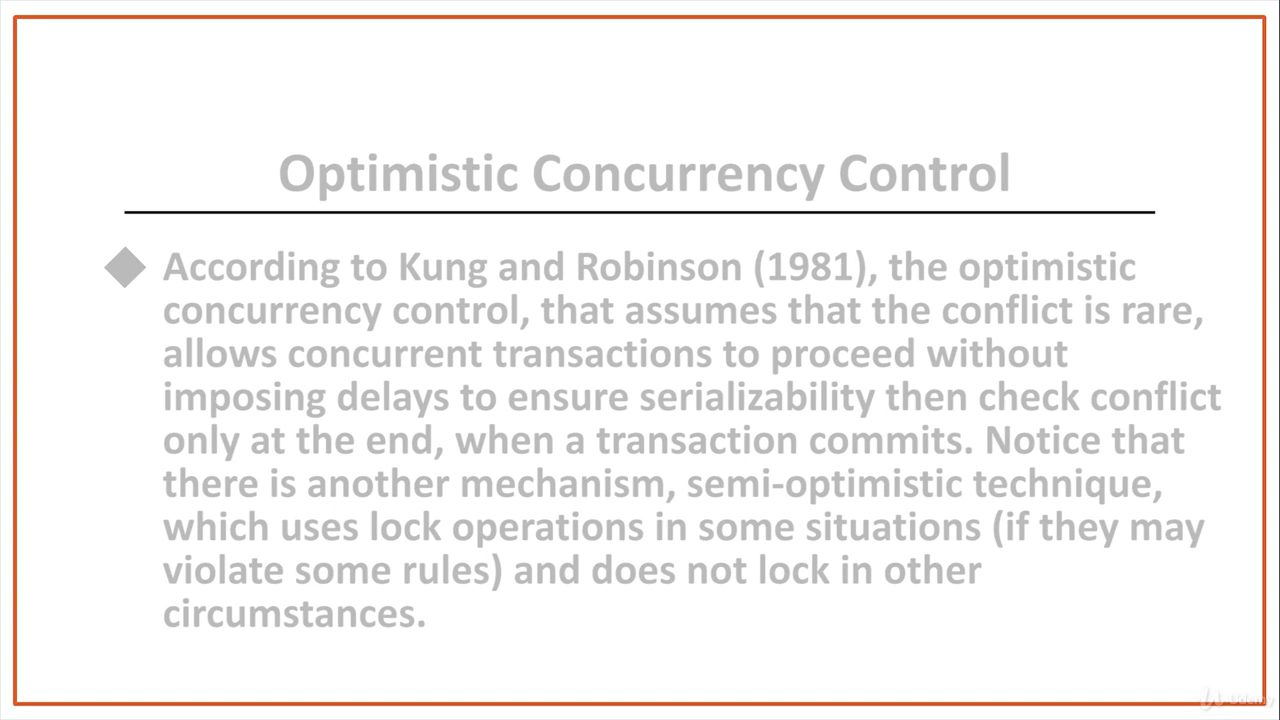 Optimistic Concurrency Control
According to Kung and Robinson (1981), the optimistic
concurrency control, that assumes that the conflict is rare,
allows concurrent transactions to proceed without
imposing delays to ensure serializability then check conflict
only at the end, when a transaction commits. Notice that
there is another mechanism, semi-optimistic technique,
which uses lock operations in some situations (if they may
violate some rules) and does not lock in other
circumstances.
Udemy